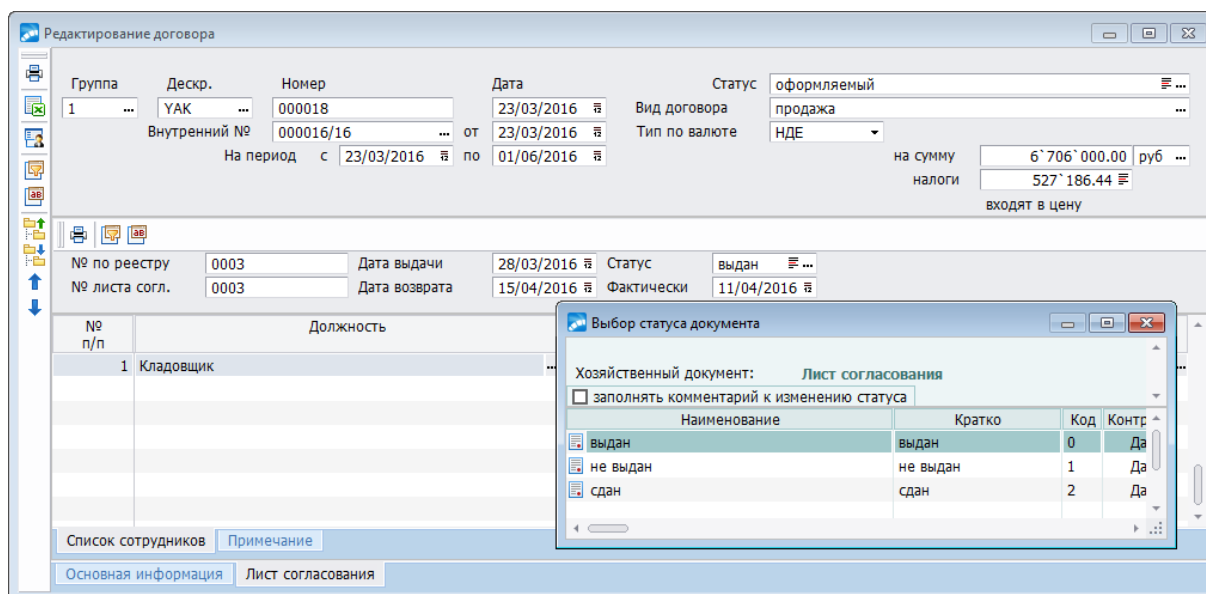 Редактирование договора
Группа Дескр. Номер Дата Статус оформляемый
1 ... YAK ... 000018 23/03/2016 Вид договора продажа ...
Внутренний № 000016/16 ... от 23/03/2016 Тип по валюте НДЕ
На период с 23/03/2016 по 01/06/2016 на сумму 6`706`000.00 руб ...
налоги 527`186.44
входят в цену
№ по реестру 0003 Дата выдачи 28/03/2016 Статус выдан ...
№ листа согл. 0003 Дата возврата 15/04/2016 Фактически 11/04/2016
№ п/п Должность
1 Кладовщик ...
Выбор статуса документа
Хозяйственный документ: Лист согласования
заполнять комментарий к изменению статуса
Наименование Кратко Код Контр
выдан выдан 0 Да
не выдан не выдан 1 Да
сдан сдан 2 Да
Список сотрудников Примечание
Основная информация Лист согласования